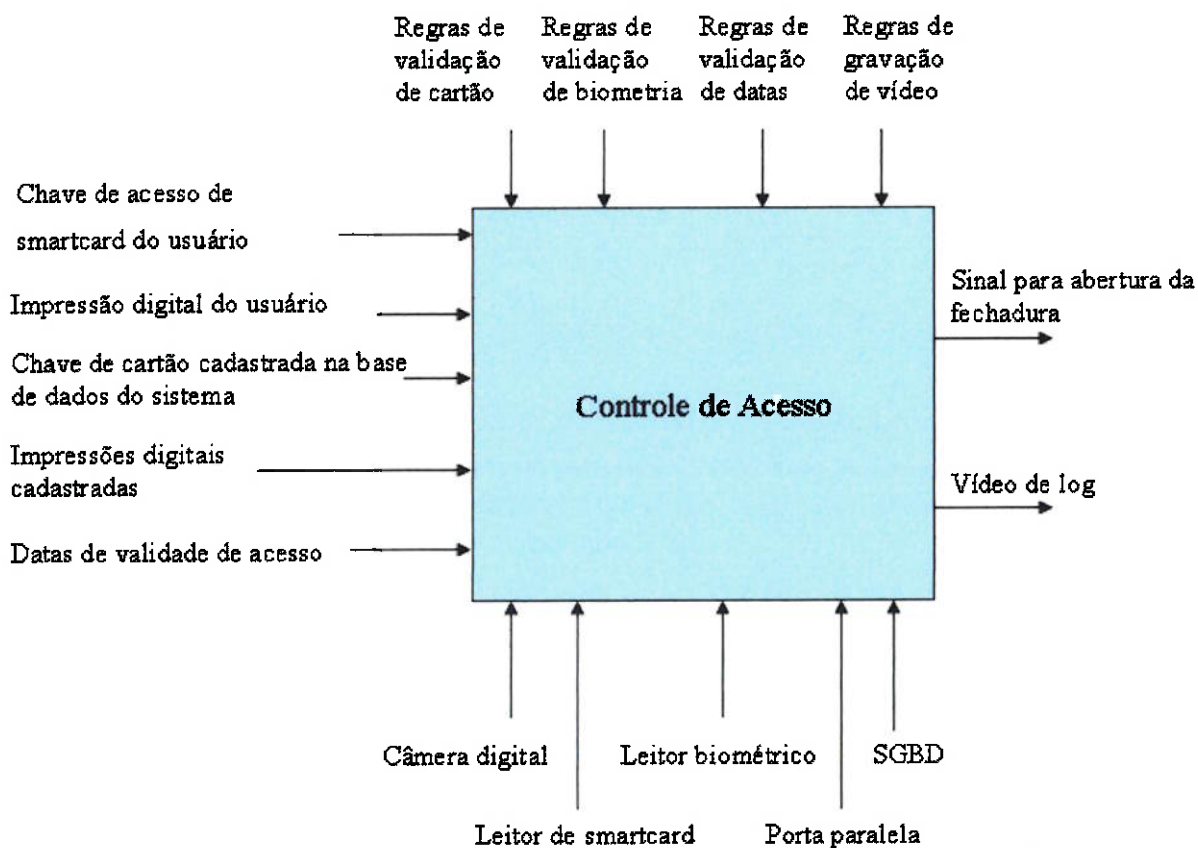 Regras de
validação
de cartão
Regras de
validação
de biometria
Regras de
validação
de datas
Regras de
gravação
de vídeo
Chave de acesso de
smartcard do usuário
Impressão digital do usuário
Chave de cartão cadastrada na base
de dados do sistema
Impressões digitais
cadastradas
Datas de validade de acesso
Controle de Acesso
Sinal para abertura da
fechadura
Vídeo de log
Câmera digital
Leitor biométrico
SGBD
Leitor de smartcard
Porta paralela